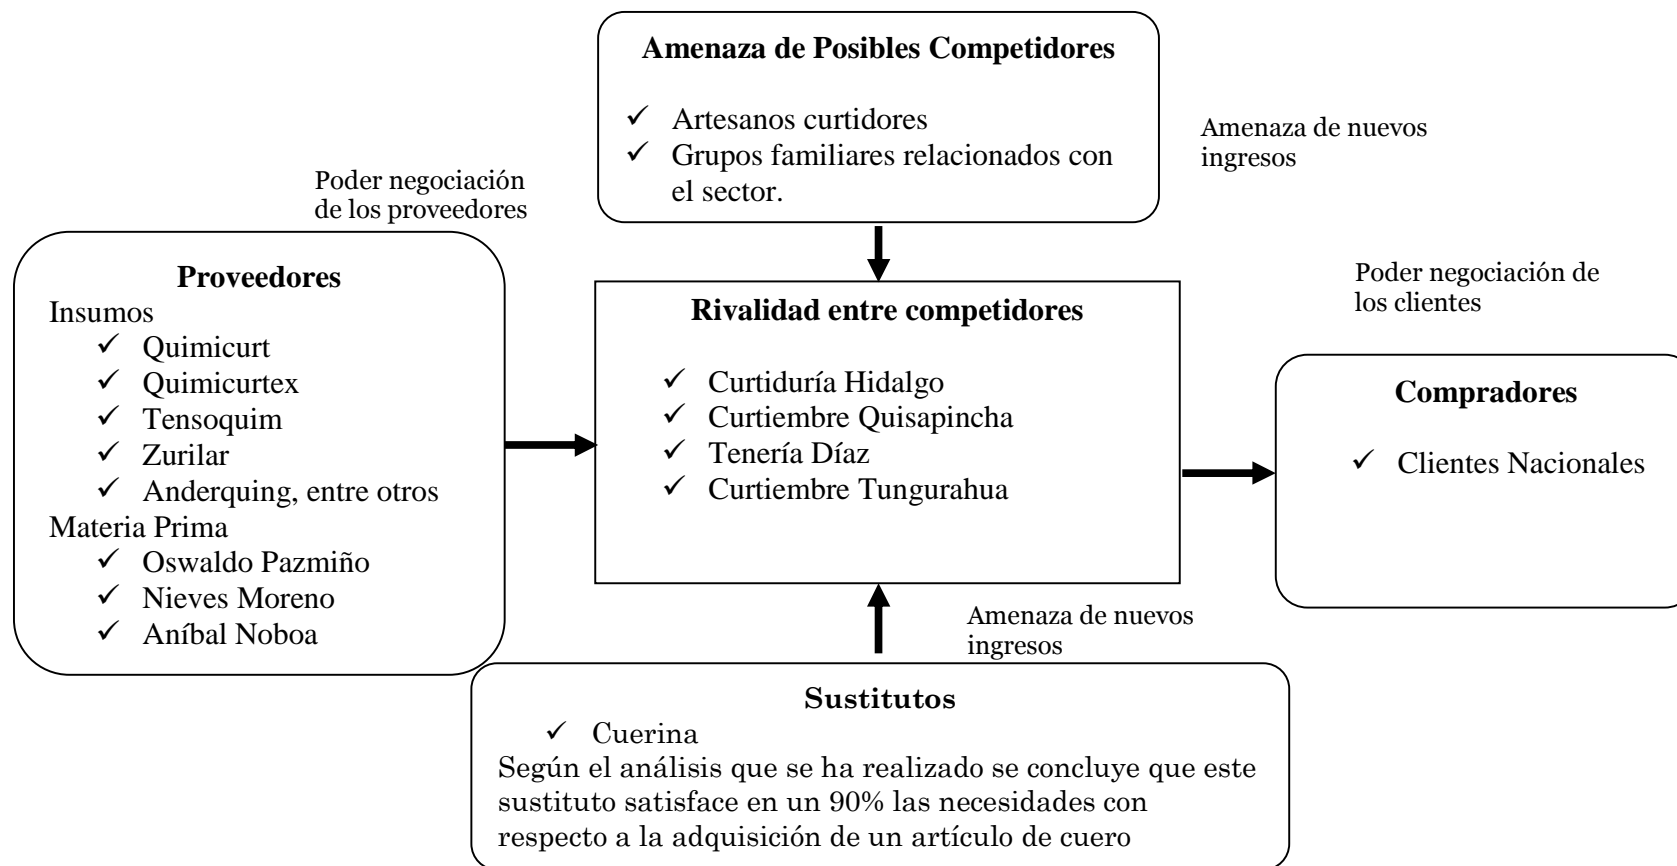 Amenaza de Posibles Competidores
✓ Artesanos curtidores
✓ Grupos familiares relacionados con
el sector.
Amenaza de nuevos
ingresos
Poder negociación
de los proveedores
Proveedores
Insumos
✓ Quimicurt
✓ Quimicurtex
✓ Tensoquim
✓ Zurilar
✓ Anderquing, entre otros
Materia Prima
✓ Oswaldo Pazmiño
✓ Nieves Moreno
✓ Aníbal Noboa
Rivalidad entre competidores
✓ Curtiduría Hidalgo
✓ Curtiembre Quisapincha
✓ Tenería Díaz
✓ Curtiembre Tungurahua
Poder negociación de
los clientes
Compradores
✓ Clientes Nacionales
Amenaza de nuevos
ingresos
Sustitutos
✓ Cuerina
Según el análisis que se ha realizado se concluye que este
sustituto satisface en un 90% las necesidades con
respecto a la adquisición de un artículo de cuero